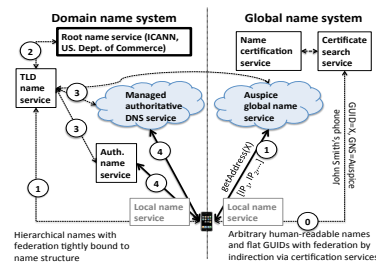 Domain name system
Global name system
Root name service (ICANN,
US. Dept. of Commerce)
2
TLD
name
service
3
3
Managed
authoritative
DNS service
Auth.
name
service
4
4
1
Local name
service
Hierarchical names with
federation tightly bound to
name structure
Name
certification
service
Certificate
search
service
Auspice
global name
service
1
getAddress(X)
[IP₁, IP₂,...]
Local name
service
0
John Smith's phone
GUID=X, GNS=Auspice
Arbitrary human-readable names
and flat GUIDs with federation by
indirection via certification services